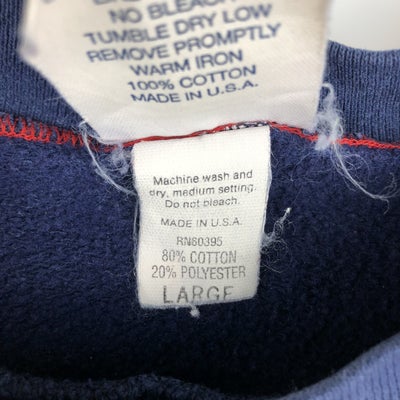 NO BLEACH
TUMBLE DRY LOW
REMOVE PROMPTLY
WARM IRON
100% COTTON
MADE IN U.S.A.
Machine wash and
dry, medium setting.
Do not bleach.
MADE IN U.S.A.
RN60395
80% COTTON
20% POLYESTER
LARGE